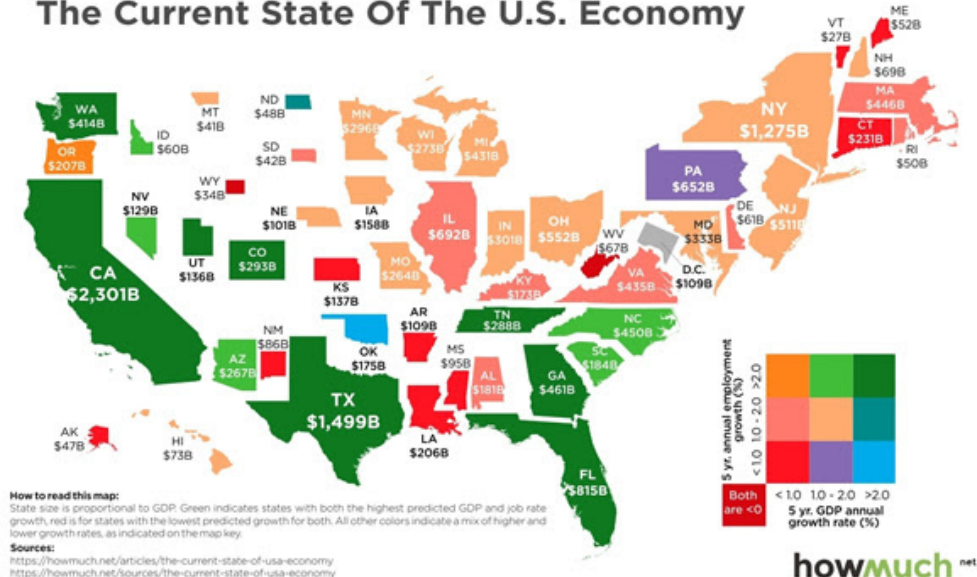 The Current State Of The U.S. Economy
ME
$52B
VT
$27B
NH
$69B
WA
$414B
MT
$41B
ND
$48B
MN
$296B
WI
$273B
MI
$431B
NY
$1,275B
MA
$446B
ID
$60B
OR
$207B
SD
$42B
CT
$231B
RI
$50B
WY
$34B
PA
$652B
NV
$129B
NE
$101B
IA
$158B
IL
$692B
IN
$301B
OH
$552B
DE
$61B
NJ
$511B
WV
$67B
MD
$333B
UT
$136B
CO
$293B
MO
$264B
KY
$173B
VA
$435B
D.C.
$109B
CA
$2,301B
KS
$137B
AR
$109B
TN
$288B
NC
$450B
NM
$86B
AZ
$267B
OK
$175B
MS
$95B
AL
$181B
GA
$461B
SC
$184B
TX
$1,499B
LA
$206B
AK
$47B
HI
$73B
FL
$815B
5 yr. annual employment
growth (%)
>2.0
1.0 - 2.0
< 1.0
Both
are <0
< 1.0
1.0 - 2.0
>2.0
5 yr. GDP annual
growth rate (%)
How to read this map:
State size is proportional to GDP. Green indicates states with both the highest predicted GDP and job rate
growth, red is for states with the lowest predicted growth for both. All other colors indicate a mix of higher and
lower growth rates, as indicated on the map key.
Sources:
https://howmuch.net/articles/the-current-state-of-usa-economy
https://howmuch.net/sources/the-current-state-of-usa-economy
howmuch net